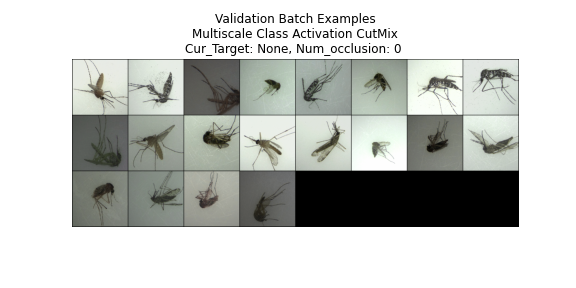 Validation Batch Examples
Multiscale Class Activation CutMix
Cur_Target: None, Num_occlusion: 0